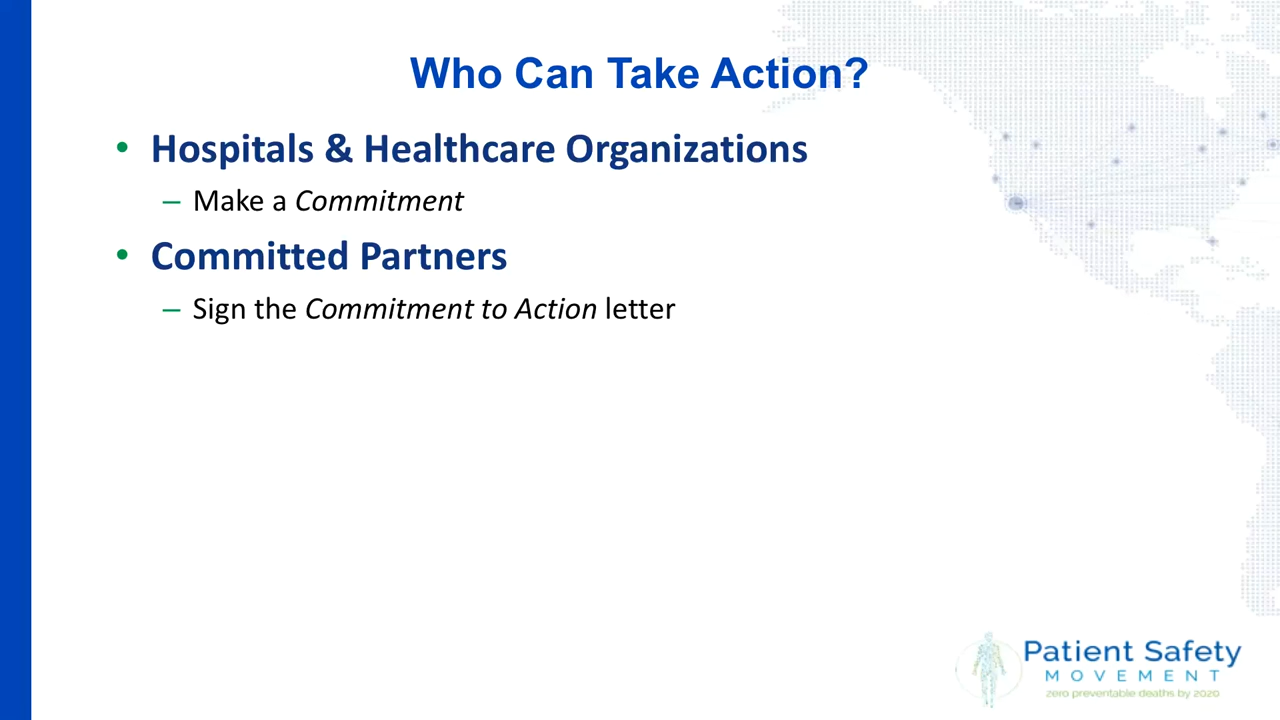 Who Can Take Action?
• Hospitals & Healthcare Organizations
– Make a Commitment
• Committed Partners
– Sign the Commitment to Action letter
Patient Safety
MOVEMENT
zero preventable deaths by 2020